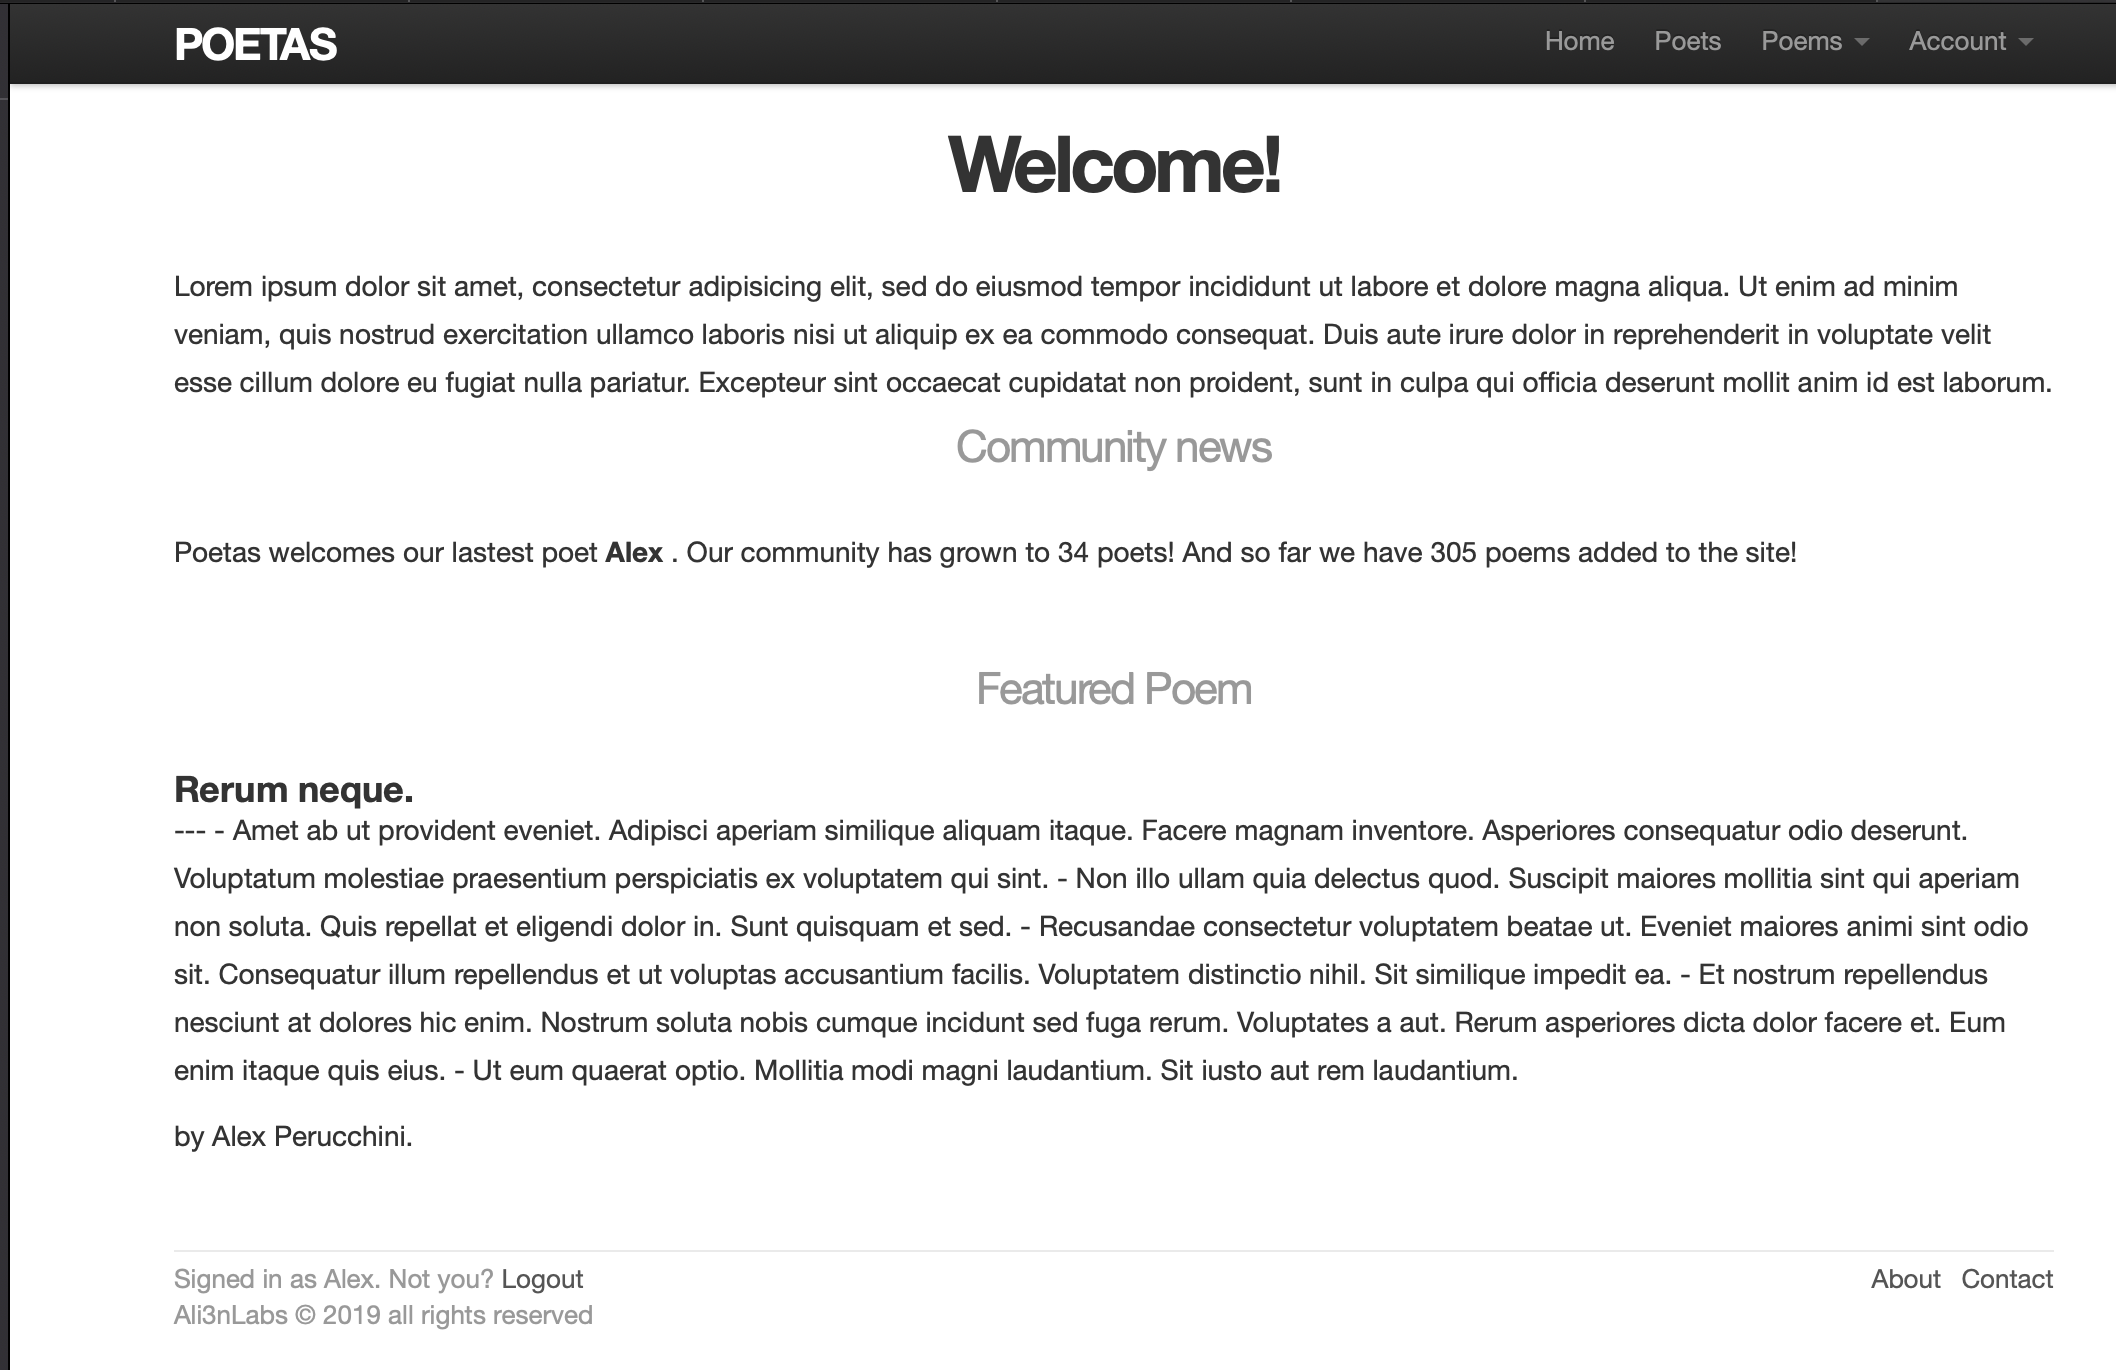 POETAS
Home Poets Poems Account
Welcome!
Lorem ipsum dolor sit amet, consectetur adipisicing elit, sed do eiusmod tempor incididunt ut labore et dolore magna aliqua. Ut enim ad minim
veniam, quis nostrud exercitation ullamco laboris nisi ut aliquip ex ea commodo consequat. Duis aute irure dolor in reprehenderit in voluptate velit
esse cillum dolore eu fugiat nulla pariatur. Excepteur sint occaecat cupidatat non proident, sunt in culpa qui officia deserunt mollit anim id est laborum.
Community news
Poetas welcomes our lastest poet Alex . Our community has grown to 34 poets! And so far we have 305 poems added to the site!
Featured Poem
Rerum neque.
--- - Amet ab ut provident eveniet. Adipisci aperiam similique aliquam itaque. Facere magnam inventore. Asperiores consequatur odio deserunt.
Voluptatum molestiae praesentium perspiciatis ex voluptatem qui sint. - Non illo ullam quia delectus quod. Suscipit maiores mollitia sint qui aperiam
non soluta. Quis repellat et eligendi dolor in. Sunt quisquam et sed. - Recusandae consectetur voluptatem beatae ut. Eveniet maiores animi sint odio
sit. Consequatur illum repellendus et ut voluptas accusantium facilis. Voluptatem distinctio nihil. Sit similique impedit ea. - Et nostrum repellendus
nesciunt at dolores hic enim. Nostrum soluta nobis cumque incidunt sed fuga rerum. Voluptates a aut. Rerum asperiores dicta dolor facere et. Eum
enim itaque quis eius. - Ut eum quaerat optio. Mollitia modi magni laudantium. Sit iusto aut rem laudantium.
by Alex Perucchini.
Signed in as Alex. Not you? Logout
About Contact
Ali3nLabs © 2019 all rights reserved